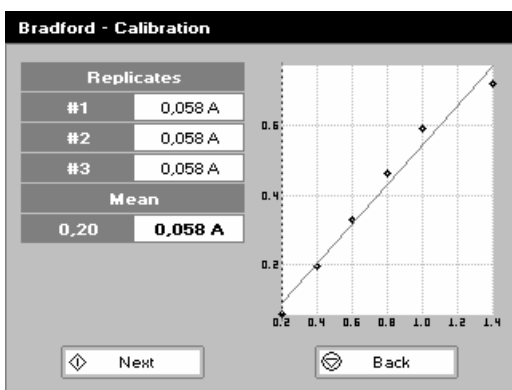 Bradford - Calibration
Replicates
#1 0,058 A
#2 0,058 A
#3 0,058 A
Mean
0,20 0,058 A
0.6
0.4
0.2
0.2 0.4 0.6 0.8 1.0 1.2 1.4
Next
Back